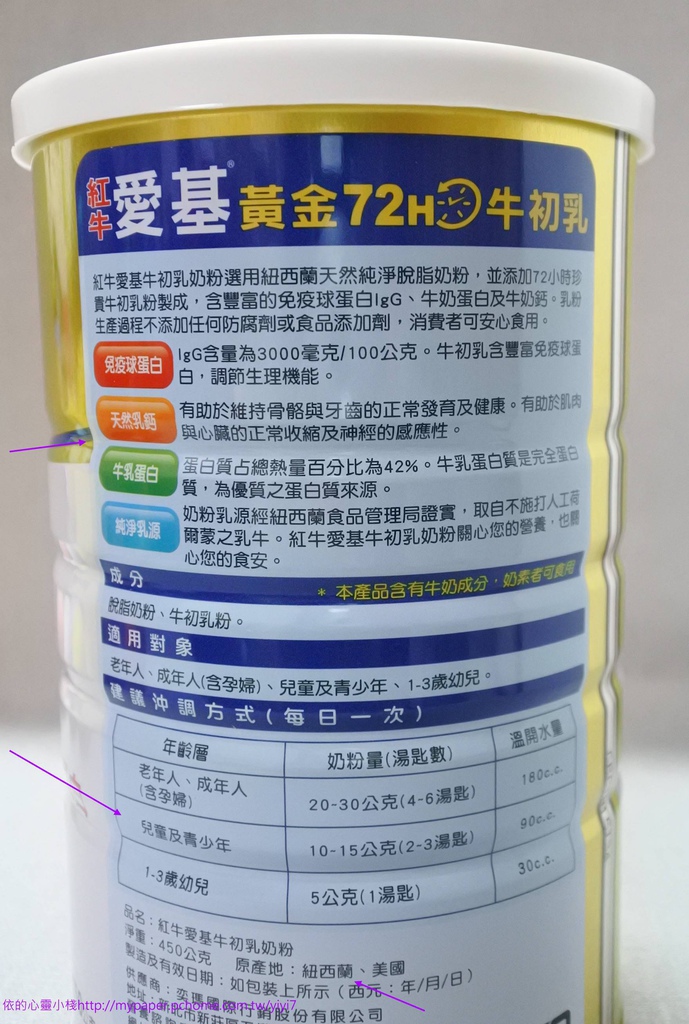 紅牛 愛基® 黃金72H 牛初乳
紅牛愛基牛初乳奶粉選用紐西蘭天然純淨脫脂奶粉，並添加72小時珍
貴牛初乳粉製成，含豐富的免疫球蛋白IgG、牛奶蛋白及牛奶鈣。乳粉
生產過程不添加任何防腐劑或食品添加劑，消費者可安心食用。
免疫球蛋白 IgG含量為3000毫克/100公克。牛初乳含豐富免疫球蛋
白，調節生理機能。
天然乳鈣 有助於維持骨骼與牙齒的正常發育及健康。有助於肌肉
與心臟的正常收縮及神經的感應性。
牛乳蛋白 蛋白質占總熱量百分比為42%。牛乳蛋白質是完全蛋白
質，為優質之蛋白質來源。
純淨乳源 奶粉乳源經紐西蘭食品管理局證實，取自不施打人工荷
爾蒙之乳牛。紅牛愛基牛初乳奶粉關心您的營養，也關
心您的食安。
成分 * 本產品含有牛奶成分，奶素者可食用
脫脂奶粉、牛初乳粉。
適用對象
老年人、成年人(含孕婦)、兒童及青少年、1-3歲幼兒。
建議沖調方式(每日一次)
年齡層 奶粉量(湯匙數) 溫開水量
老年人、成年人
(含孕婦) 20-30公克(4-6湯匙) 180c.c.
兒童及青少年 10-15公克(2-3湯匙) 90c.c.
1-3歲幼兒 5公克(1湯匙) 30c.c.
品名：紅牛愛基牛初乳奶粉
淨重：450公克 原產地：紐西蘭、美國
製造及有效日期：如包裝上所示（西元：年/月/日）
供應商：奕瑪國際行銷股份有限公司
地址：新北市新莊區
依的心靈小棧http://mypaper.pchome.com.tw/yiyi7